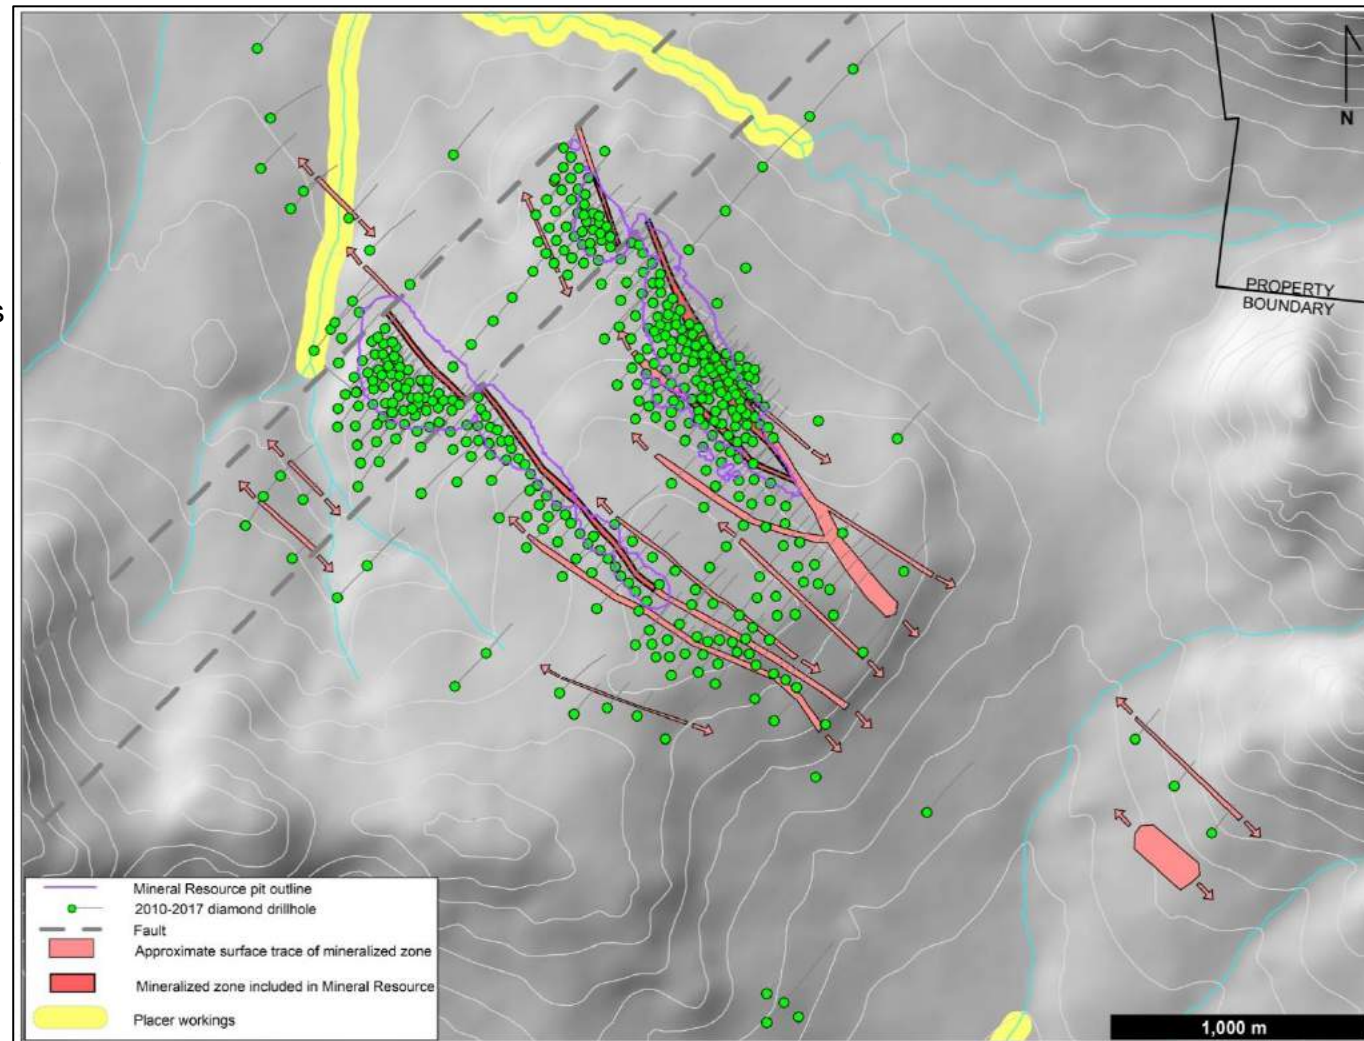 N
s
PROPERTY
BOUNDARY
Mineral Resource pit outline
2010-2017 diamond drillhole
Fault
Approximate surface trace of mineralized zone
Mineralized zone included in Mineral Resource
Placer workings
1,000 m